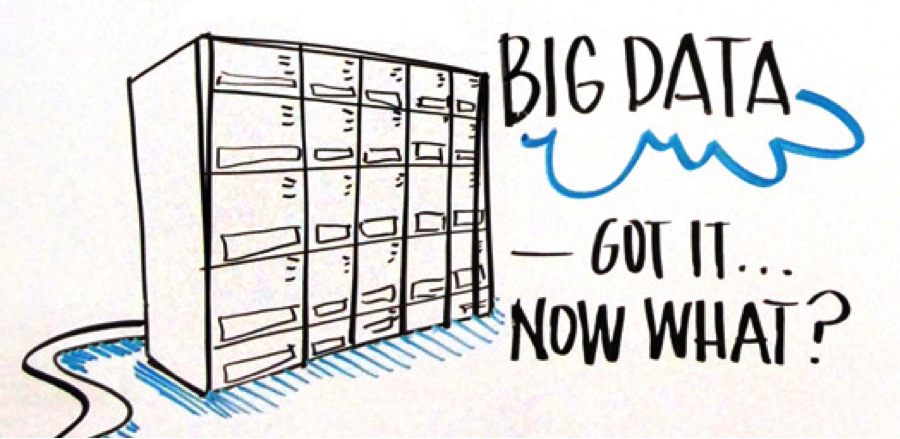 BIG DATA
— GOT IT...
NOW WHAT?